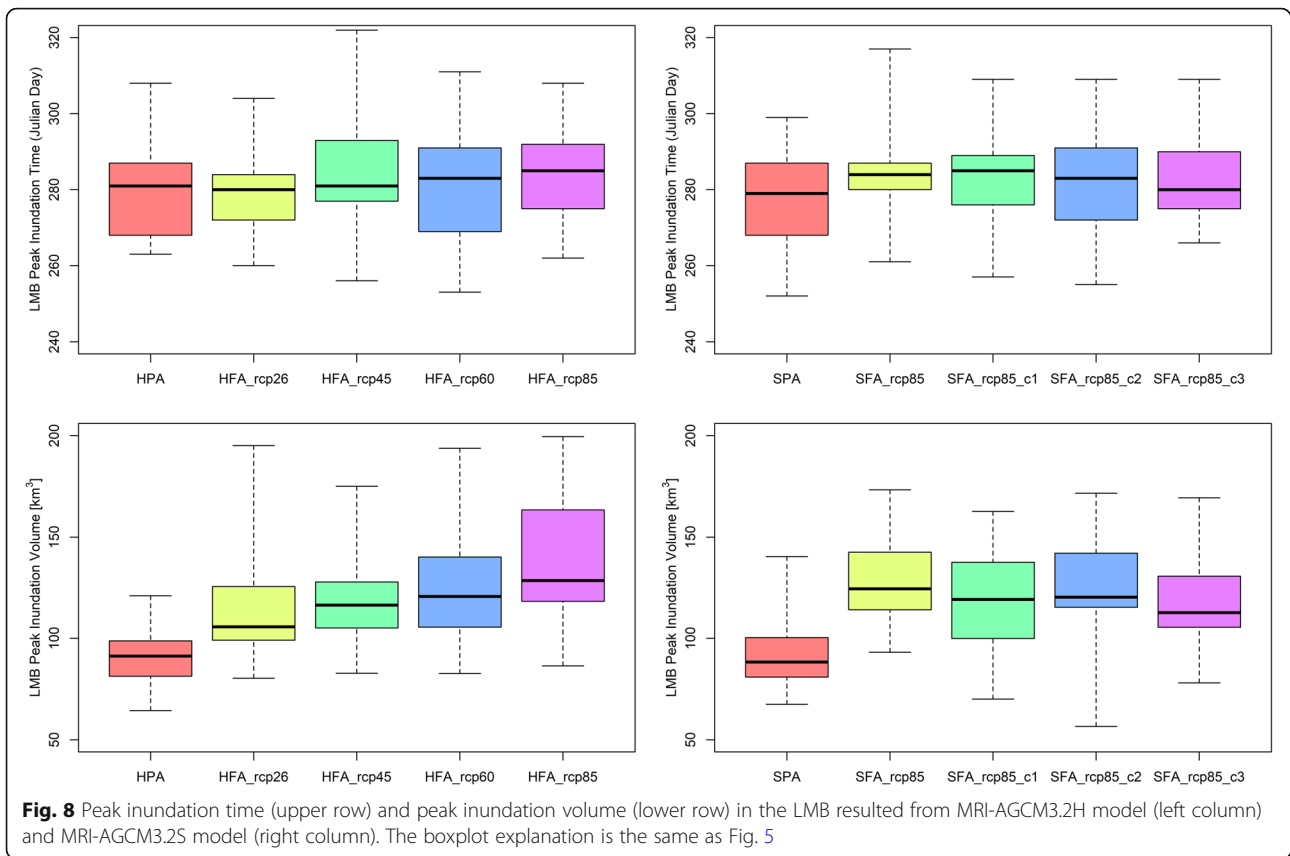 LMB Peak Inundation Time (Julian Day)
320
300
280
260
240
HPA HFA_rcp26 HFA_rcp45 HFA_rcp60 HFA_rcp85
LMB Peak Inundation Time (Julian Day)
320
300
280
260
240
SPA SFA_rcp85 SFA_rcp85_c1 SFA_rcp85_c2 SFA_rcp85_c3
LMB Peak Inundation Volume [km³]
200
150
100
50
HPA HFA_rcp26 HFA_rcp45 HFA_rcp60 HFA_rcp85
LMB Peak Inundation Volume [km³]
200
150
100
50
SPA SFA_rcp85 SFA_rcp85_c1 SFA_rcp85_c2 SFA_rcp85_c3
Fig. 8 Peak inundation time (upper row) and peak inundation volume (lower row) in the LMB resulted from MRI-AGCM3.2H model (left column)
and MRI-AGCM3.2S model (right column). The boxplot explanation is the same as Fig. 5